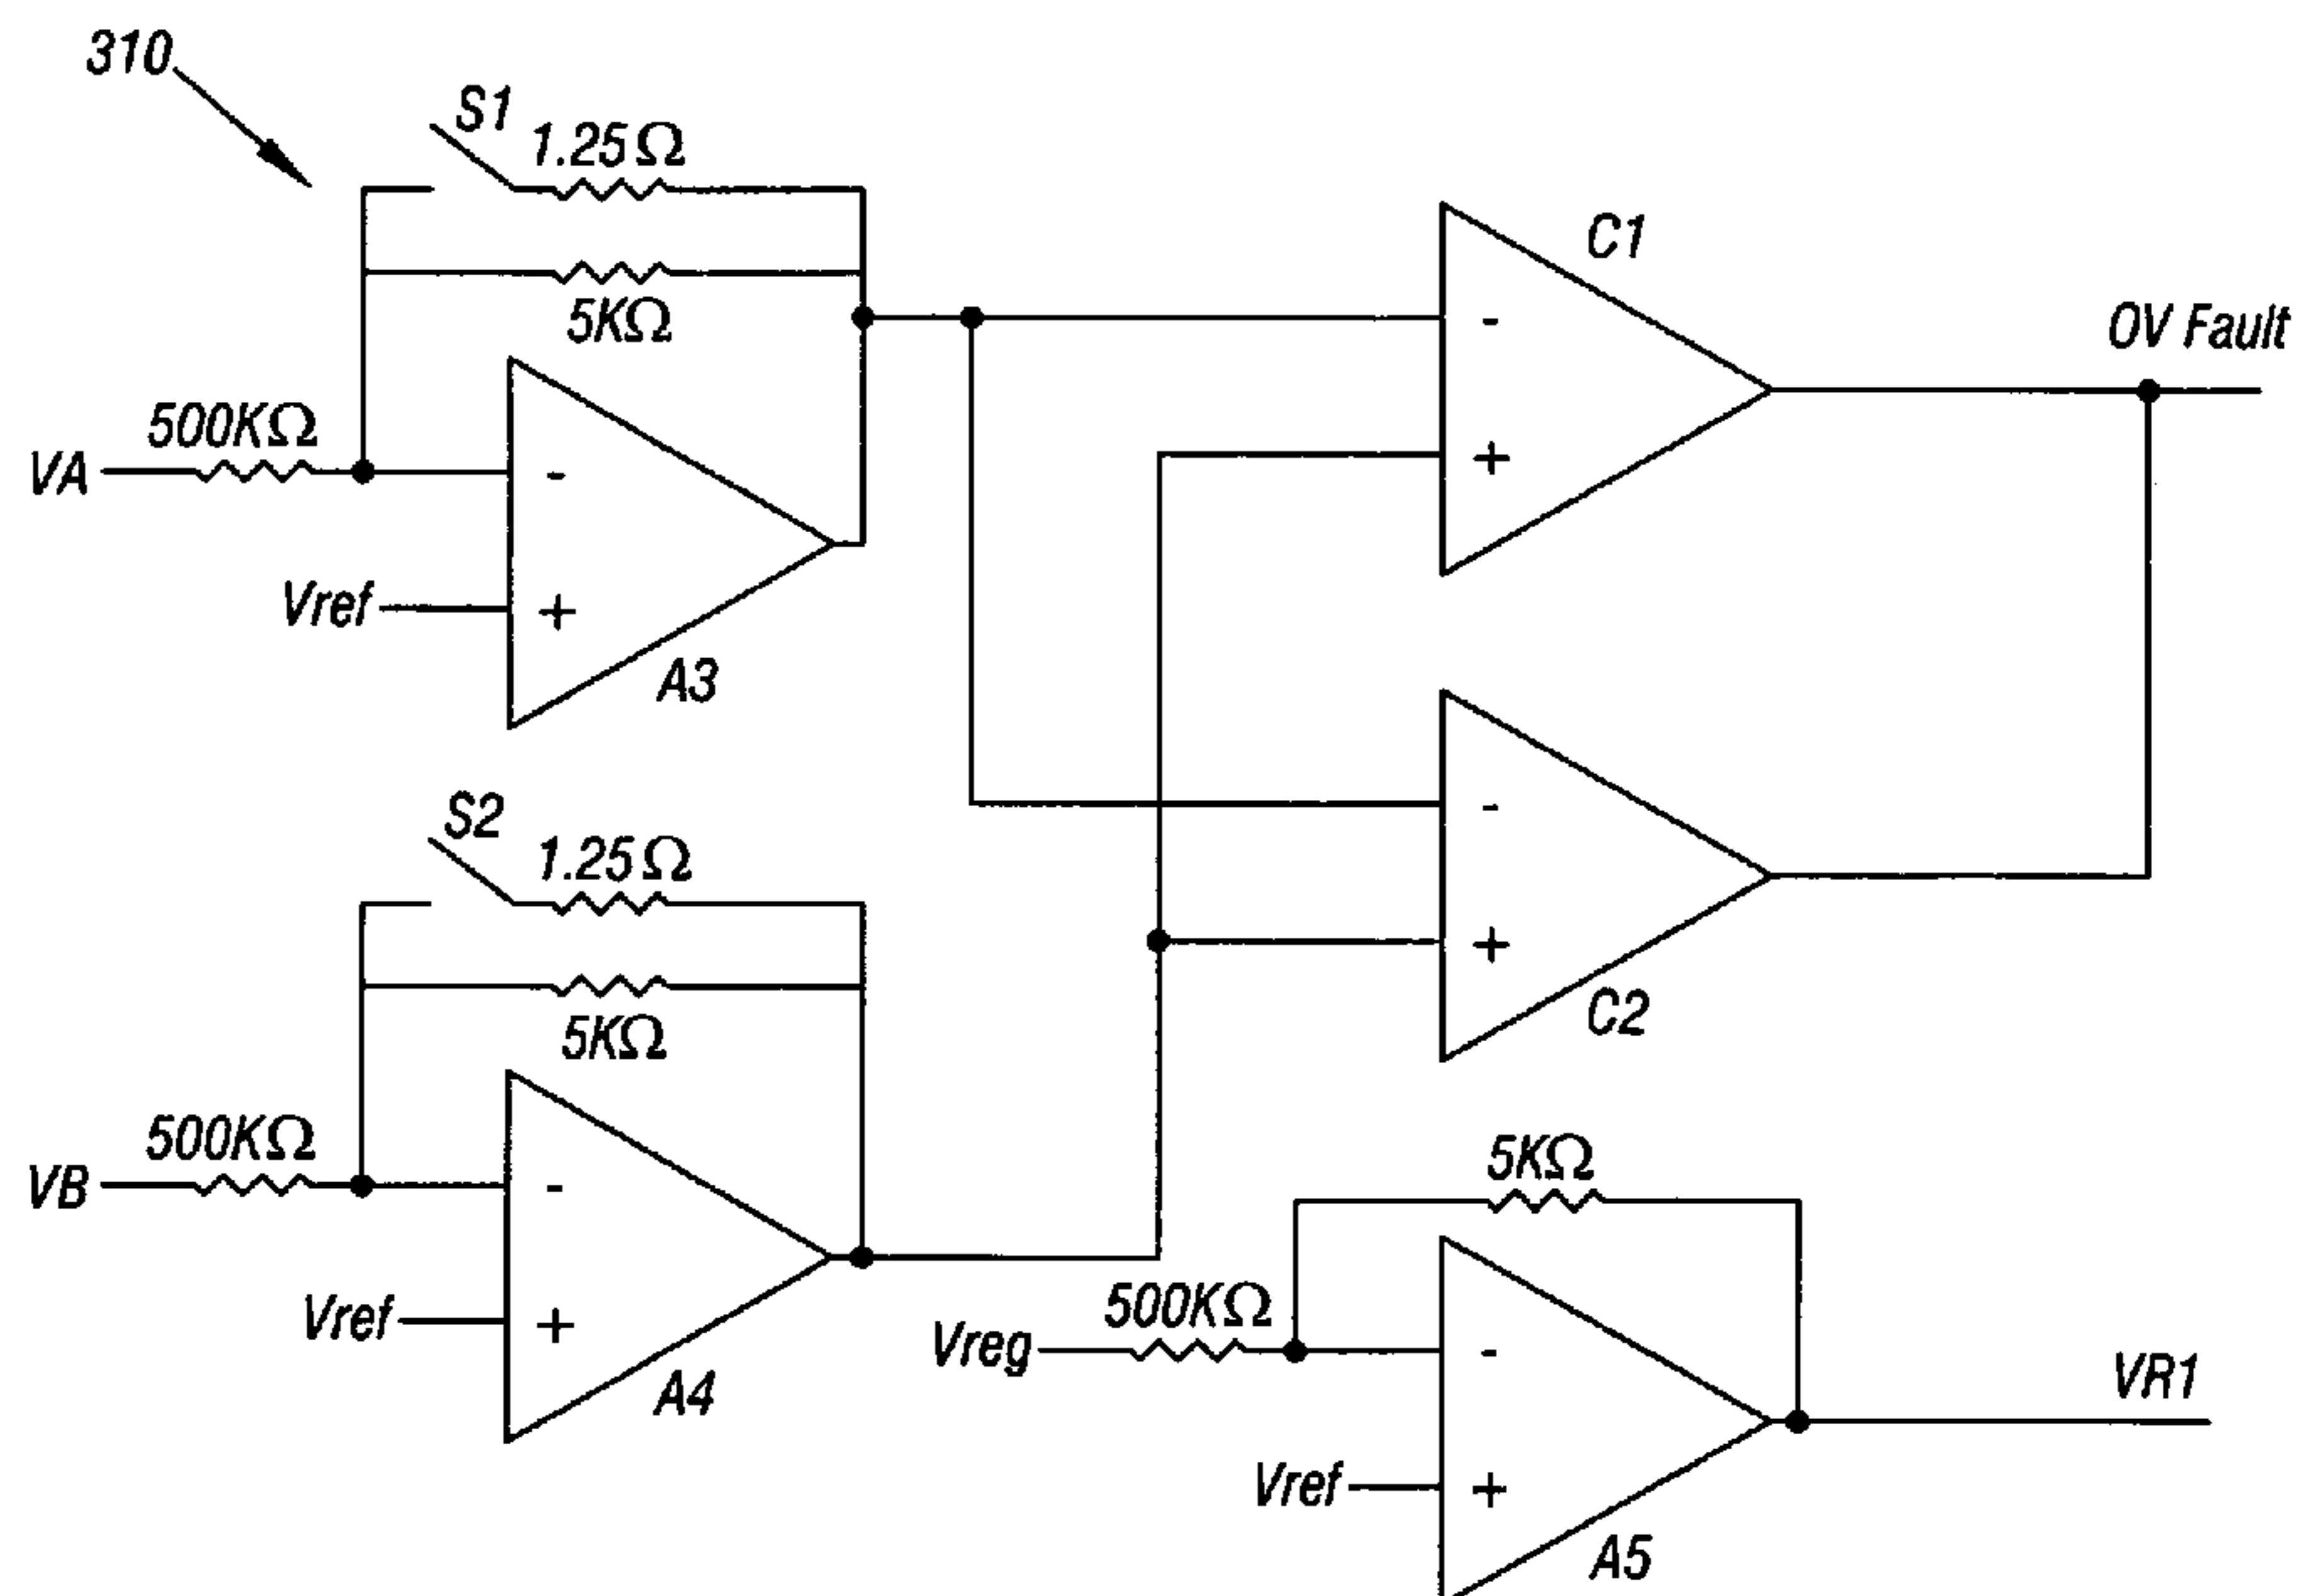 310
S1
1.25Ω
5KΩ
C1
OV Fault
500KΩ
VA
-
-
+
Vref
+
A3
S2
1.25Ω
-
5KΩ
+
C2
500KΩ
VB
-
5KΩ
Vref
+
A4
500KΩ
Vreg
-
VR1
Vref
+
A5